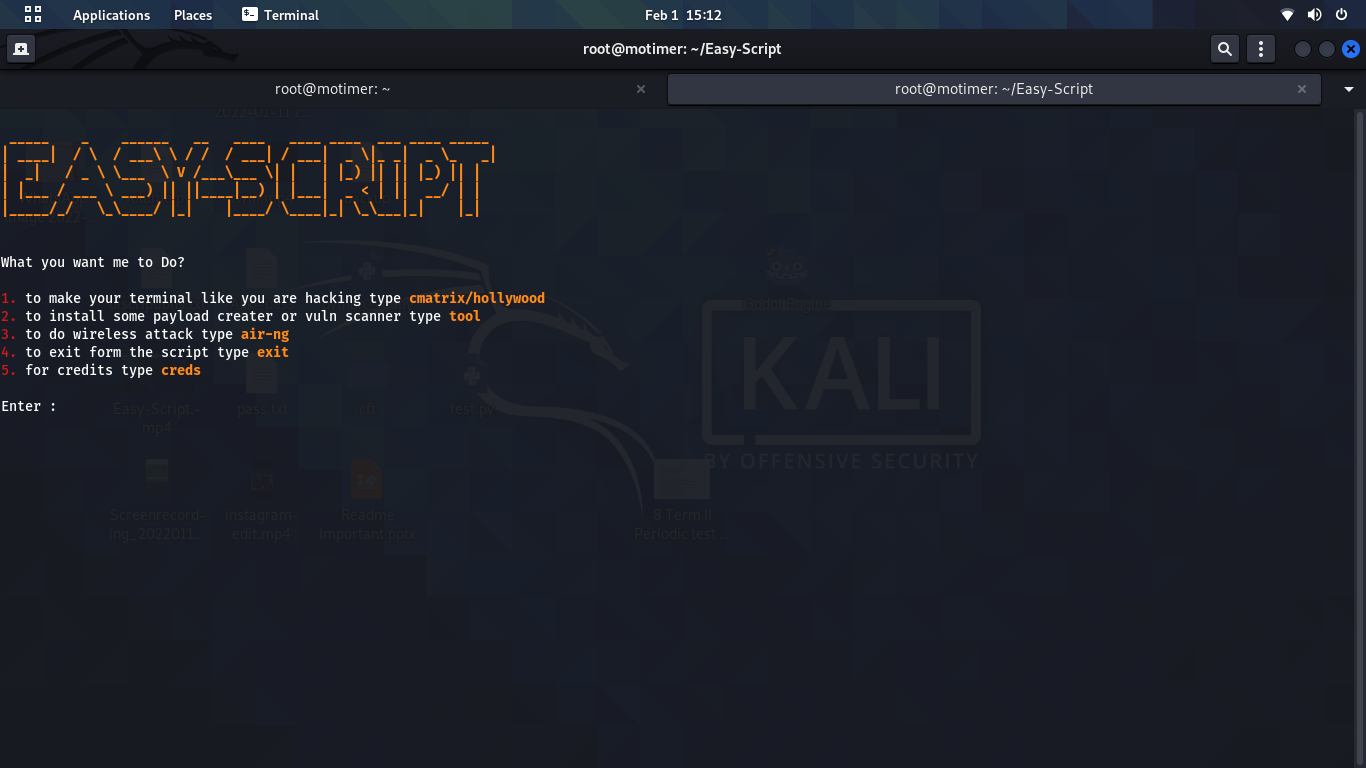 Applications Places Terminal Feb 1 15:12
root@motimer: ~/Easy-Script
root@motimer: ~ root@motimer: ~/Easy-Script
EASY-SCRIPT
What you want me to Do?
1. to make your terminal like you are hacking type cmatrix/hollywood
2. to install some payload creater or vuln scanner type tool
3. to do wireless attack type air-ng
4. to exit form the script type exit
5. for credits type creds
Enter :
KALI
BY OFFENSIVE SECURITY
Easy-Script.-
mp4
pass.txt
test.py
Screenrecord-
ing_2022011...
instagram-
edit.mp4
Readme
Important.pptx
8 Term II
Periodic test ...